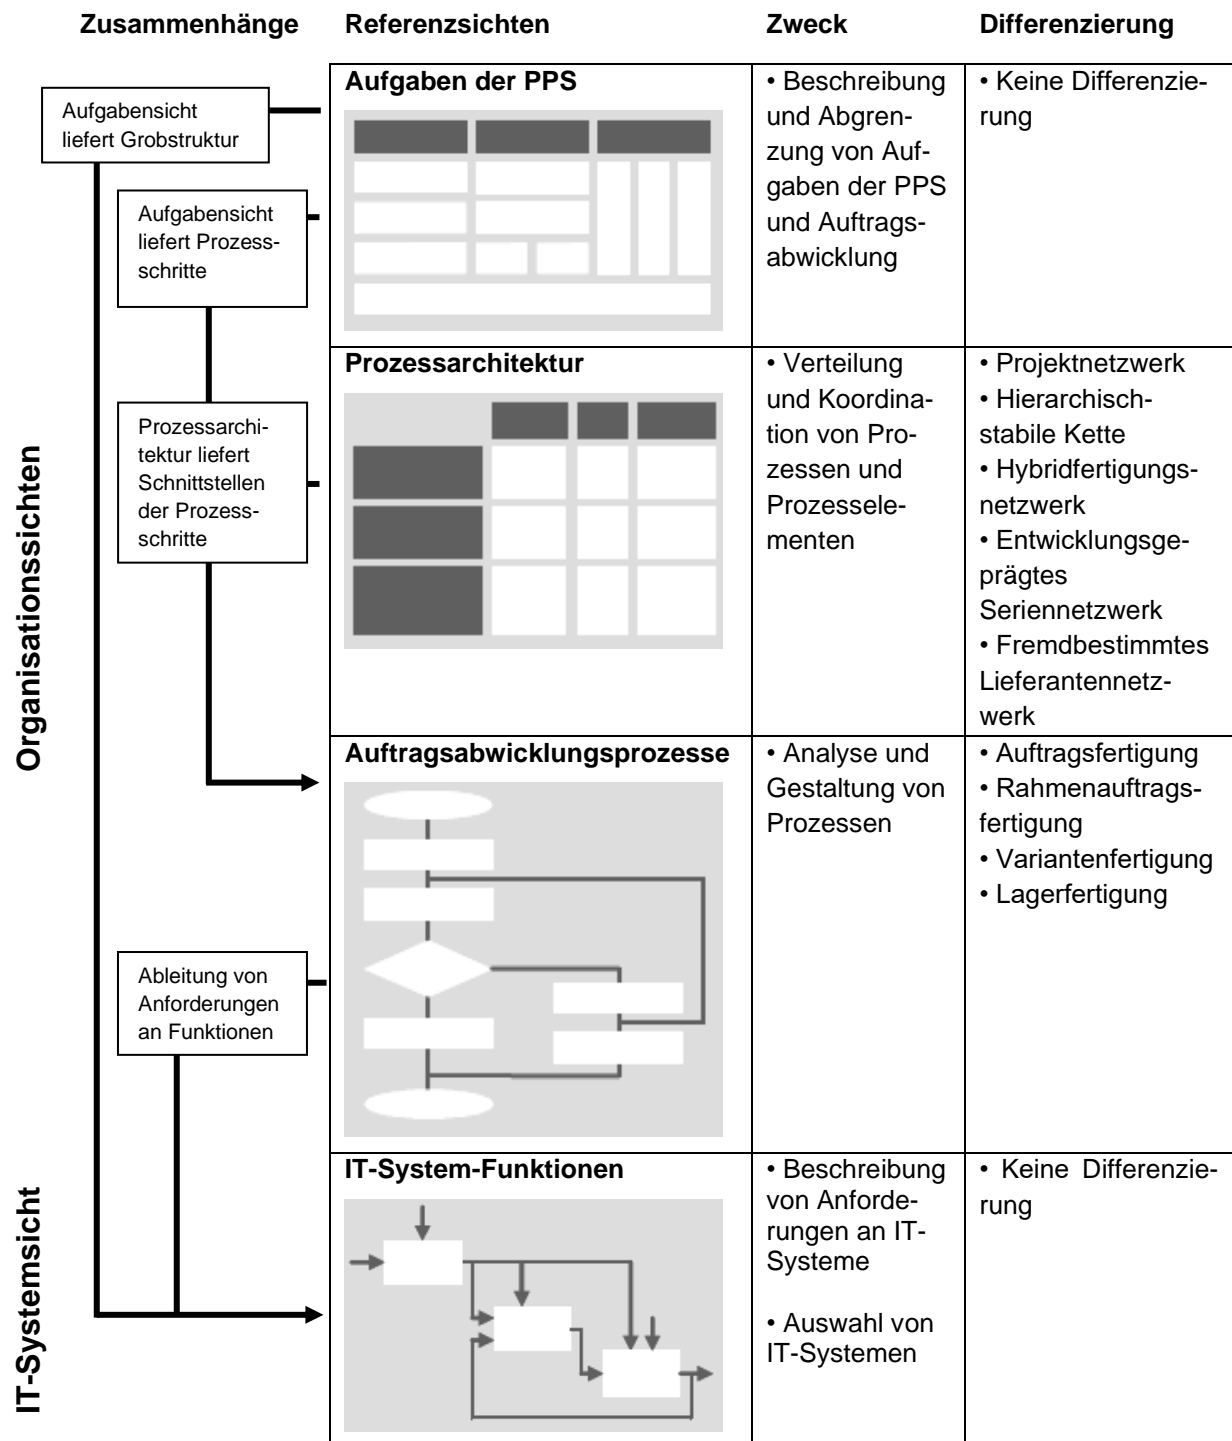 Zusammenhänge Referenzsichten Zweck Differenzierung
Organisationssichten
IT-Systemsicht
Aufgabensicht
liefert Grobstruktur
Aufgabensicht
liefert Prozess-
schritte
Prozessarchi-
tektur liefert
Schnittstellen
der Prozess-
schritte
Ableitung von
Anforderungen
an Funktionen
Aufgaben der PPS
• Beschreibung
und Abgren-
zung von Auf-
gaben der PPS
und Auftrags-
abwicklung
• Keine Differenzie-
rung
Prozessarchitektur
• Verteilung
und Koordina-
tion von Pro-
zessen und
Prozessele-
menten
• Projektnetzwerk
• Hierarchisch-
stabile Kette
• Hybridfertigungs-
netzwerk
• Entwicklungsge-
prägtes
Seriennetzwerk
• Fremdbestimmtes
Lieferantennetz-
werk
Auftragsabwicklungsprozesse
• Analyse und
Gestaltung von
Prozessen
• Auftragsfertigung
• Rahmenauftrags-
fertigung
• Variantenfertigung
• Lagerfertigung
IT-System-Funktionen
• Beschreibung
von Anforde-
rungen an IT-
Systeme
• Auswahl von
IT-Systemen
• Keine Differenzie-
rung